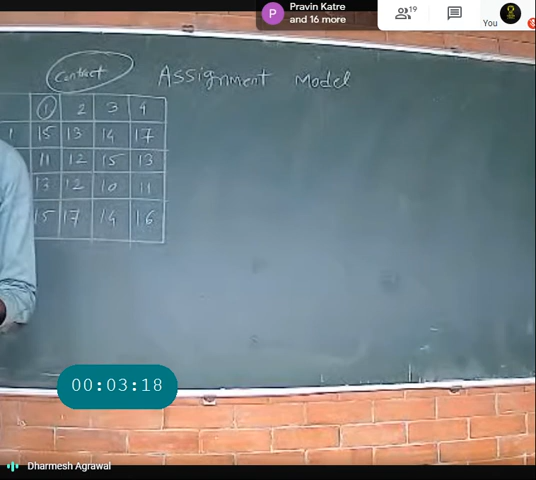 P Pravin Katre
and 16 more
19
You
Contract Assignment Model
1 2 3 4
1 15 13 14 17
11 12 15 13
13 12 10 11
15 17 14 16
00:03:18
Dharmesh Agrawal